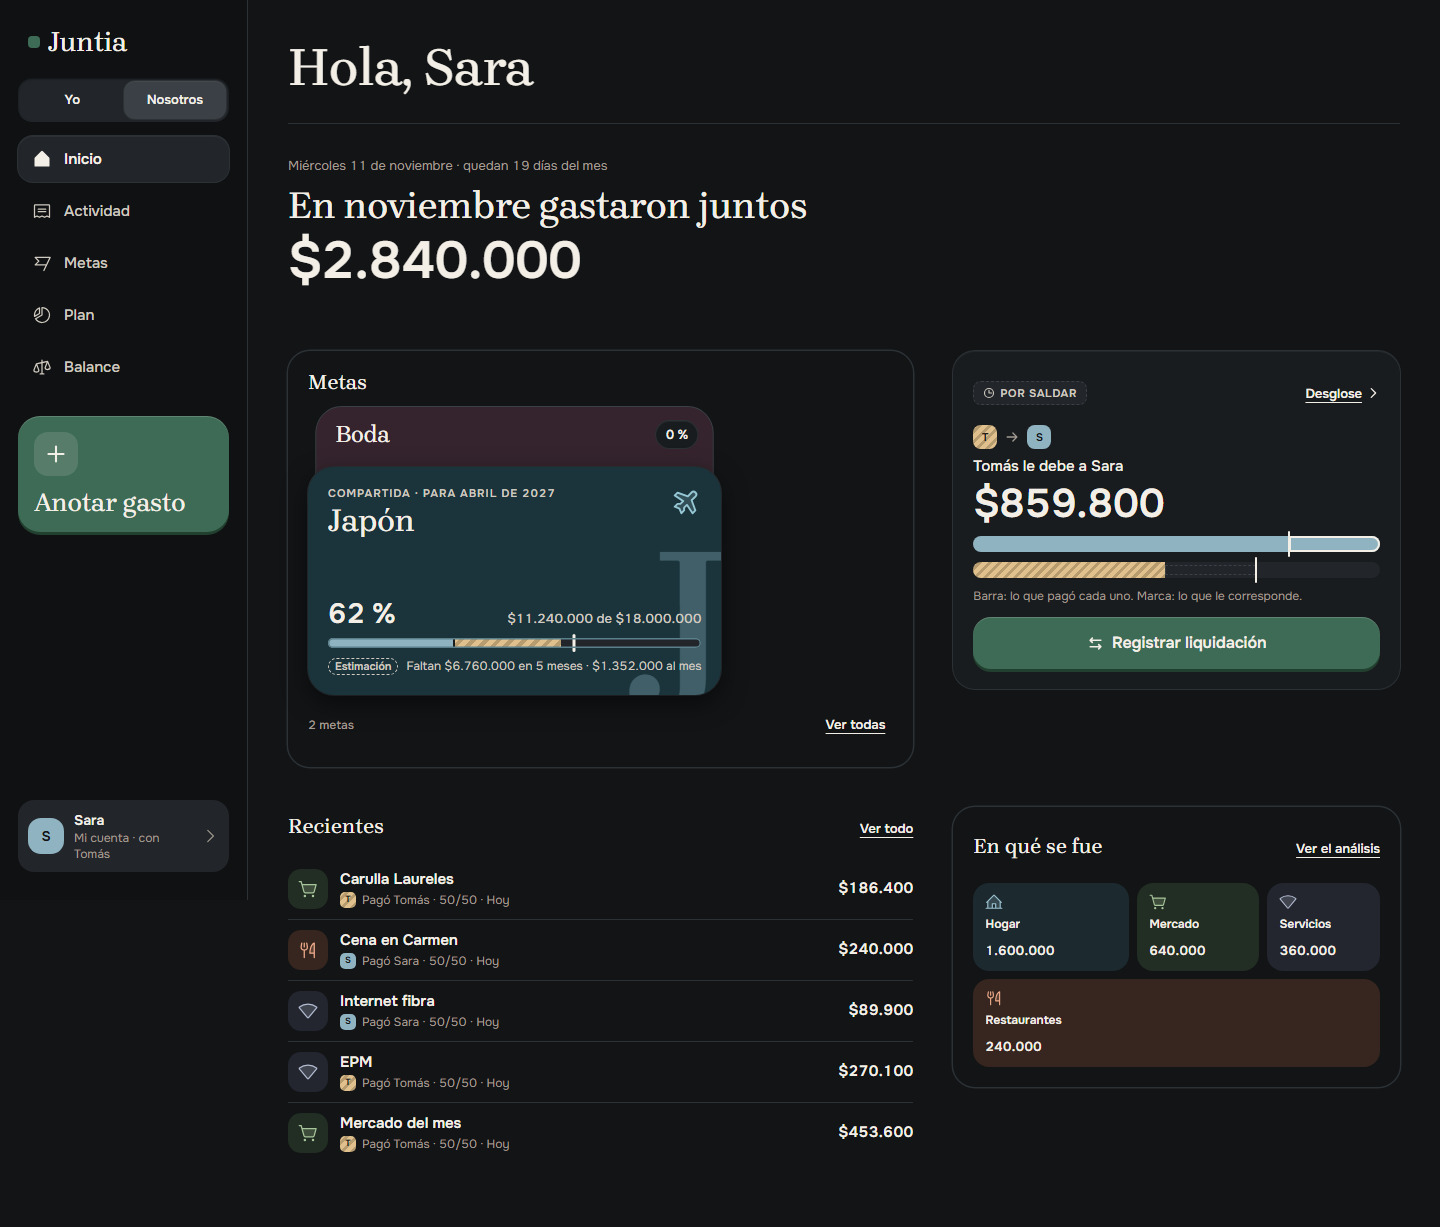 Juntia
Yo
Nosotros
Inicio
Actividad
Metas
Plan
Balance
Anotar gasto
S
Sara
Mi cuenta · con
Tomás
Hola, Sara
Miércoles 11 de noviembre · quedan 19 días del mes
En noviembre gastaron juntos
$2.840.000
Metas
Boda
0 %
COMPARTIDA · PARA ABRIL DE 2027
Japón
J
62 %
$11.240.000 de $18.000.000
Estimación
Faltan $6.760.000 en 5 meses · $1.352.000 al mes
2 metas
Ver todas
POR SALDAR
Desglose
T → S
Tomás le debe a Sara
$859.800
Barra: lo que pagó cada uno. Marca: lo que le corresponde.
Registrar liquidación
Recientes
Ver todo
Carulla Laureles
T Pagó Tomás · 50/50 · Hoy
$186.400
Cena en Carmen
S Pagó Sara · 50/50 · Hoy
$240.000
Internet fibra
S Pagó Sara · 50/50 · Hoy
$89.900
EPM
T Pagó Tomás · 50/50 · Hoy
$270.100
Mercado del mes
T Pagó Tomás · 50/50 · Hoy
$453.600
En qué se fue
Ver el análisis
Hogar
1.600.000
Mercado
640.000
Servicios
360.000
Restaurantes
240.000